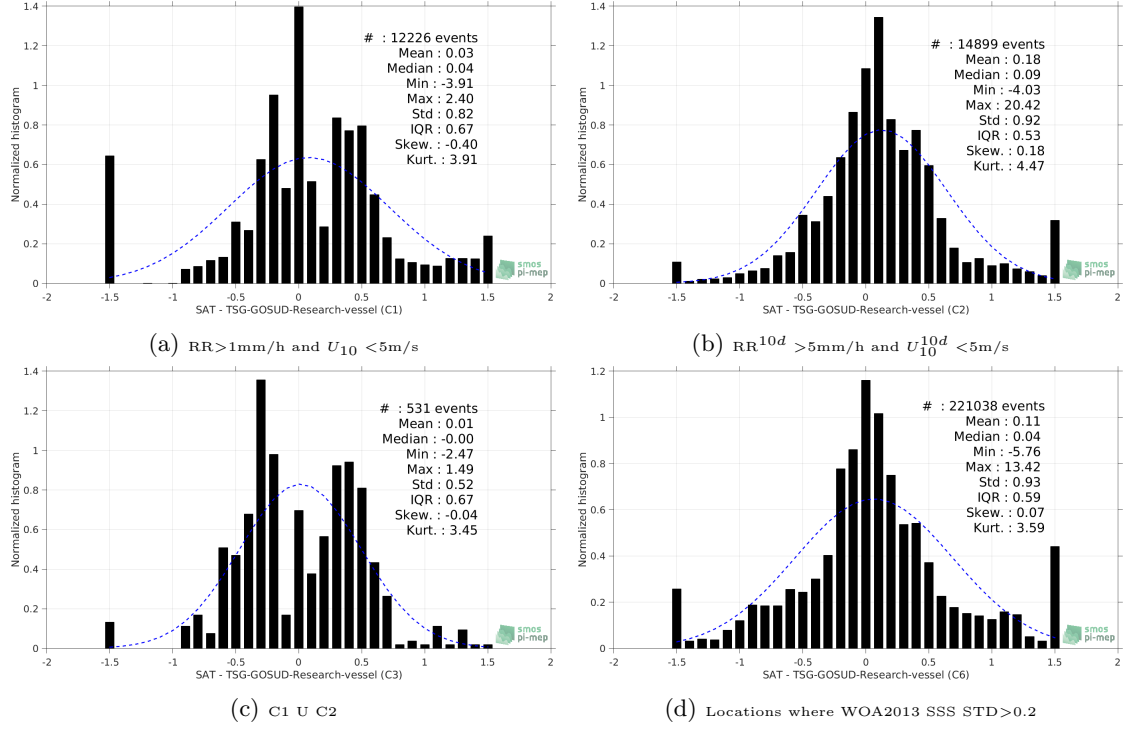 1.4
1.2
1
0.8
0.6
0.4
0.2
0
Normalized histogram
-2 -1.5 -1 -0.5 0 0.5 1 1.5 2
SAT - TSG-GOSUD-Research-vessel (C1)
# : 12226 events
Mean : 0.03
Median : 0.04
Min : -3.91
Max : 2.40
Std : 0.82
IQR : 0.67
Skew. : -0.40
Kurt. : 3.91
smos
pi-mep
(a) RR>1mm/h and U10 <5m/s
1.4
1.2
1
0.8
0.6
0.4
0.2
0
Normalized histogram
-2 -1.5 -1 -0.5 0 0.5 1 1.5 2
SAT - TSG-GOSUD-Research-vessel (C2)
# : 14899 events
Mean : 0.18
Median : 0.09
Min : -4.03
Max : 20.42
Std : 0.92
IQR : 0.53
Skew. : 0.18
Kurt. : 4.47
smos
pi-mep
(b) RR10d >5mm/h and U10d10 <5m/s
1.4
1.2
1
0.8
0.6
0.4
0.2
0
Normalized histogram
-2 -1.5 -1 -0.5 0 0.5 1 1.5 2
SAT - TSG-GOSUD-Research-vessel (C3)
# : 531 events
Mean : 0.01
Median : -0.00
Min : -2.47
Max : 1.49
Std : 0.52
IQR : 0.67
Skew. : -0.04
Kurt. : 3.45
smos
pi-mep
(c) C1 U C2
1.4
1.2
1
0.8
0.6
0.4
0.2
0
Normalized histogram
-2 -1.5 -1 -0.5 0 0.5 1 1.5 2
SAT - TSG-GOSUD-Research-vessel (C6)
# : 221038 events
Mean : 0.11
Median : 0.04
Min : -5.76
Max : 13.42
Std : 0.93
IQR : 0.59
Skew. : 0.07
Kurt. : 3.59
smos
pi-mep
(d) Locations where WOA2013 SSS STD>0.2